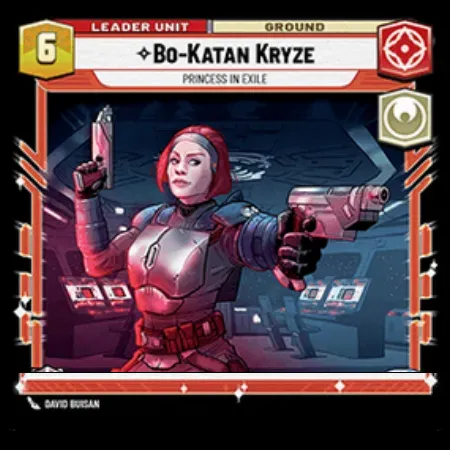 LEADER UNIT
GROUND
6
BO-KATAN KRYZE
PRINCESS IN EXILE
DAVID BUISAN